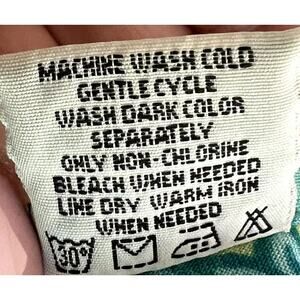 MACHINE WASH COLD
GENTLE CYCLE
WASH DARK COLOR
SEPARATELY
ONLY NON-CHLORINE
BLEACH WHEN NEEDED
LINE DRY WARM IRON
WHEN NEEDED
30°